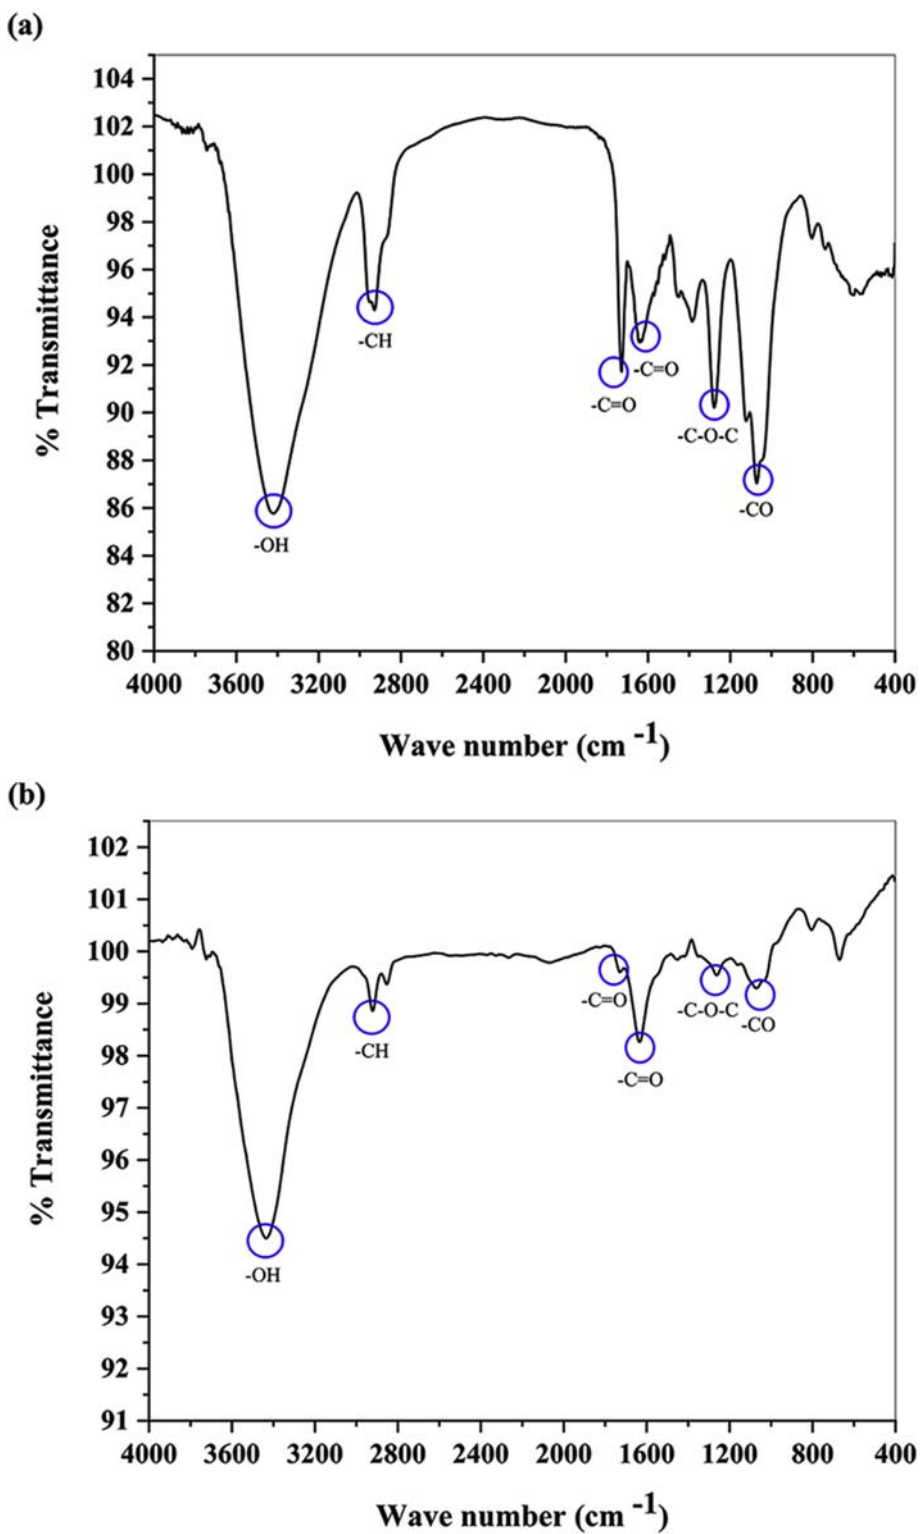 (a)
104
102
100
98
96
94
92
90
88
86
84
82
80
% Transmittance
-OH
-CH
-C=O
-C=O
-C-O-C
-CO
4000 3600 3200 2800 2400 2000 1600 1200 800 400
Wave number (cm -1)
(b)
102
101
100
99
98
97
96
95
94
93
92
91
% Transmittance
-OH
-CH
-C=O
-C=O
-C-O-C
-CO
4000 3600 3200 2800 2400 2000 1600 1200 800 400
Wave number (cm -1)